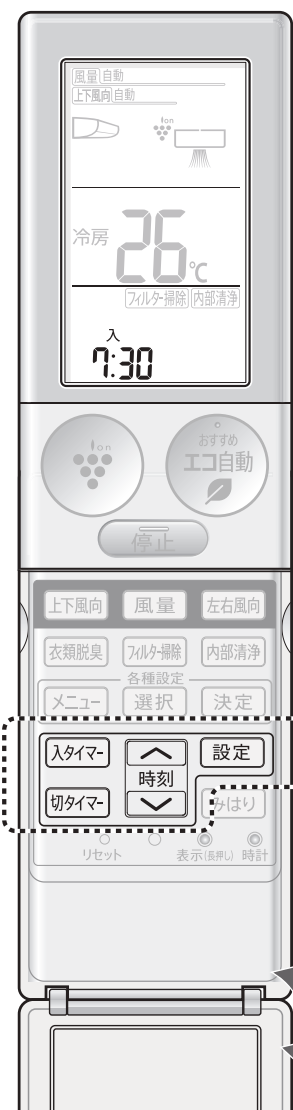 風量 自動
上下風向 自動
ion
冷房 26℃
フィルター掃除 内部清浄
入
7:30
ion
おすすめ
エコ自動
停止
上下風向 風量 左右風向
衣類脱臭 フィルター掃除 内部清浄
各種設定
メニュー 選択 決定
入タイマー 設定
時刻
切タイマー みはり
リセット 表示(長押し) 時計